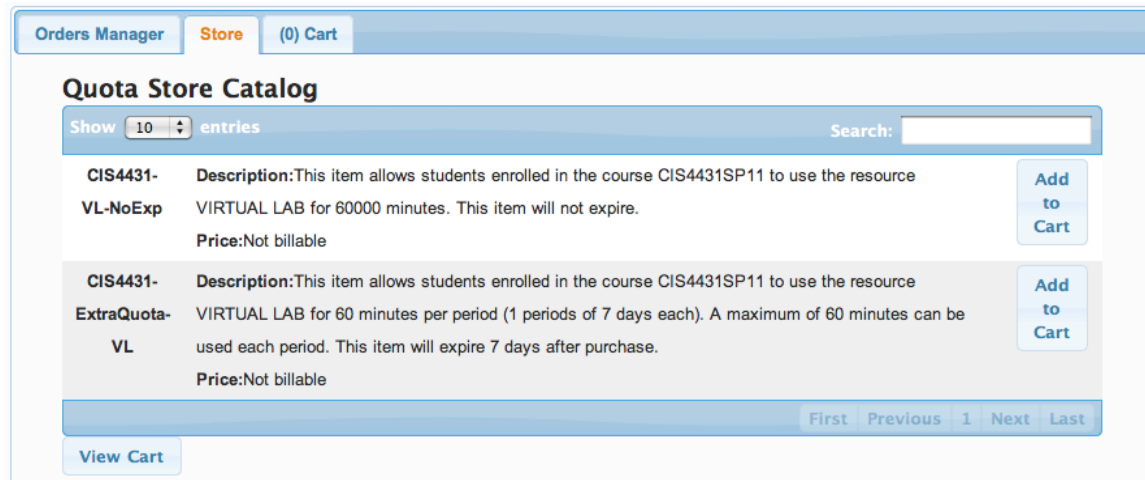 Orders Manager Store (0) Cart
Quota Store Catalog
Show 10 entries Search:
CIS4431- Description:This item allows students enrolled in the course CIS4431SP11 to use the resource Add
VL-NoExp VIRTUAL LAB for 60000 minutes. This item will not expire. to
Price:Not billable Cart
CIS4431- Description:This item allows students enrolled in the course CIS4431SP11 to use the resource Add
ExtraQuota- VIRTUAL LAB for 60 minutes per period (1 periods of 7 days each). A maximum of 60 minutes can be to
VL used each period. This item will expire 7 days after purchase. Cart
Price:Not billable
First Previous 1 Next Last
View Cart